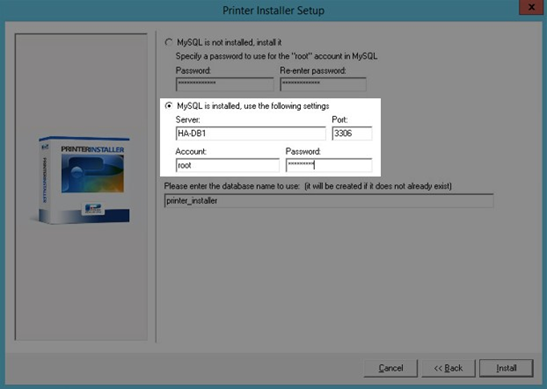 Printer Installer Setup
x
MySQL is not installed, install it
Specify a password to use for the "root" account in MySQL
Password: Re-enter password:
************* *************
MySQL is installed, use the following settings
Server: Port:
HA-DB1 3306
Account: Password:
root *********
Please enter the database name to use: (it will be created if it does not already exist)
printer_installer
PRINTERINSTALLER
PRINTERINSTALLER
Cancel << Back Install